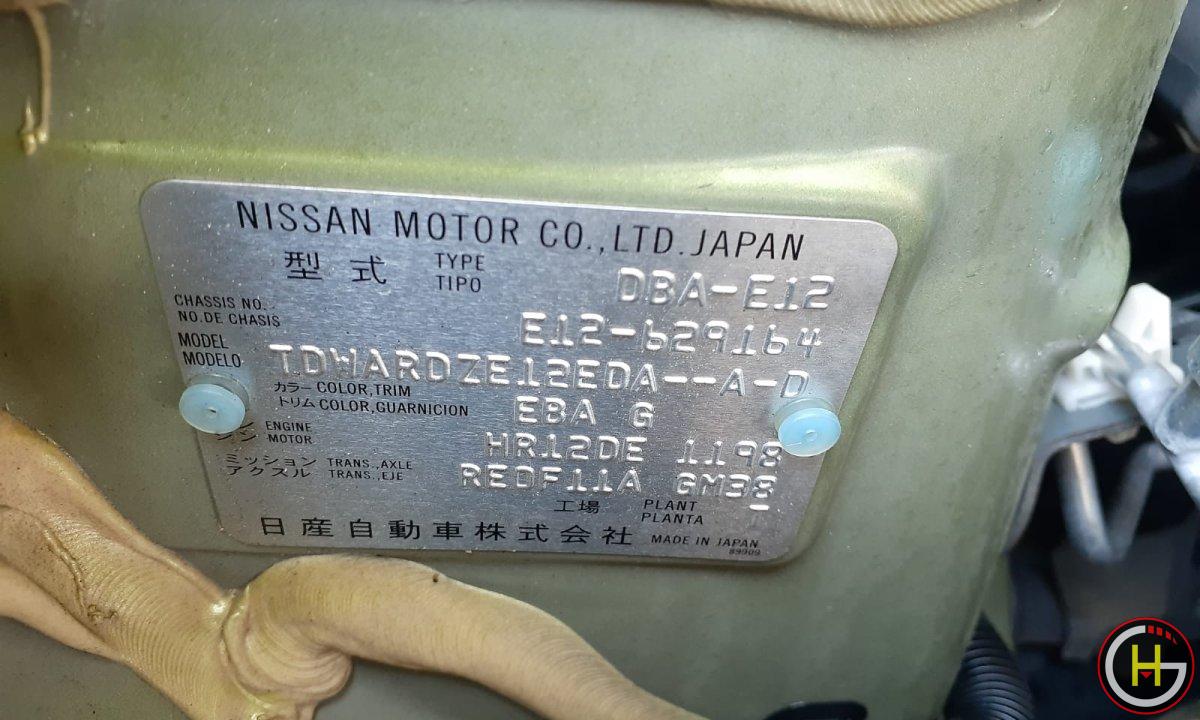 NISSAN MOTOR CO.,LTD. JAPAN
型式 TYPE TIPO DBA-E12
CHASSIS NO. NO.DE CHASIS E12-629164
MODEL MODELO TDWARDZE12EDA--A-D
カラー COLOR,TRIM
トリム COLOR,GUARNICION EBA G
ENGINE MOTOR HR12DE 1198
ミッション TRANS.,AXLE
アクスル TRANS.,EJE RE0F11A GM38
工場 PLANT PLANTA -
日産自動車株式会社 MADE IN JAPAN
89909
GH